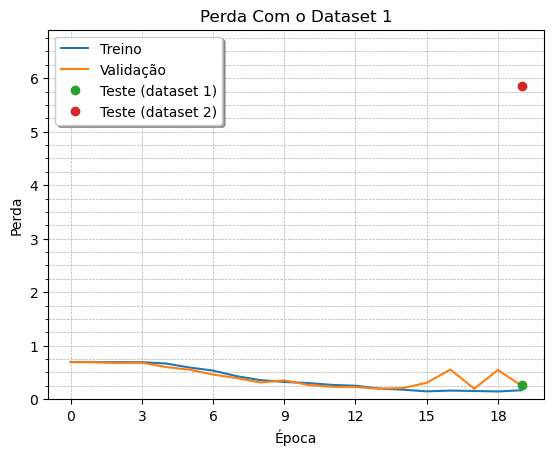 Perda Com o Dataset 1
Treino
Validação
Teste (dataset 1)
Teste (dataset 2)
Perda
6
5
4
3
2
1
0
0 3 6 9 12 15 18
Época